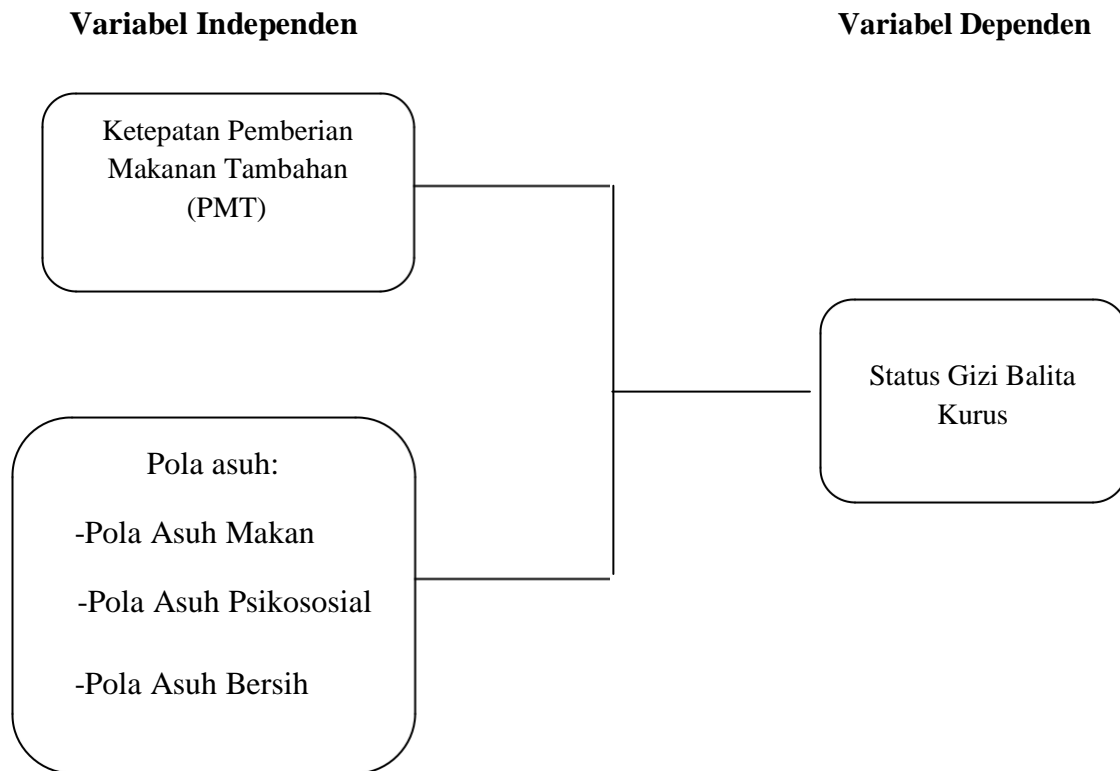 Variabel Independen
Variabel Dependen
Ketepatan Pemberian
Makanan Tambahan
(PMT)
Status Gizi Balita
Kurus
Pola asuh:
-Pola Asuh Makan
-Pola Asuh Psikososial
-Pola Asuh Bersih